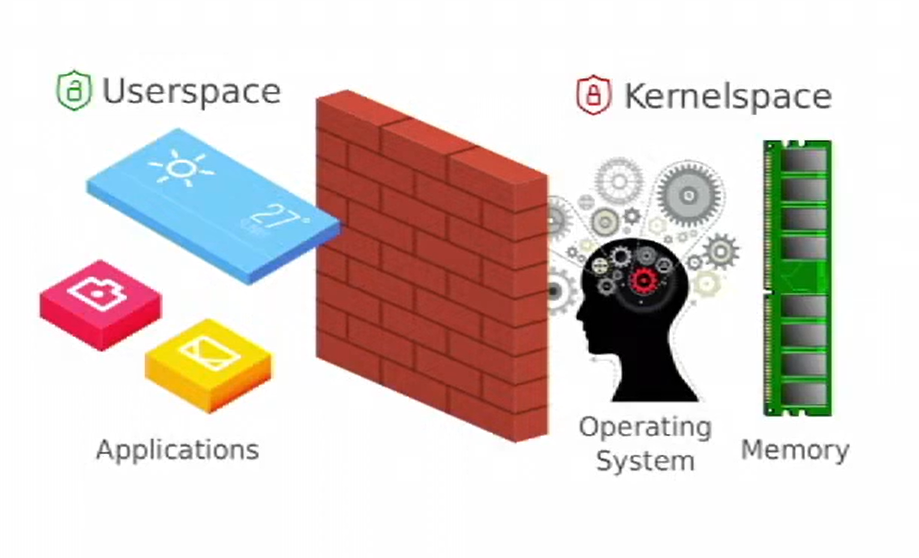 Userspace
Kernelspace
27°
Applications
Operating
System
Memory